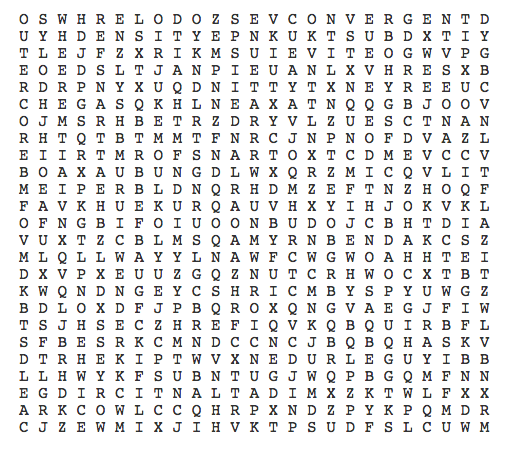 O S W H R E L O D O Z S E V C O N V E R G E N T D
U Y H D E N S I T Y E P N K U K T S U B D X T I Y
T L E J F Z X R I K M S U I E V I T E O G W V P G
E O E D S L T J A N P I E U A N L X V H R E S X B
R D R P N Y X U Q D N I T T Y T X N E Y R E E U C
C H E G A S Q K H L N E A X A T N Q Q G B J O O V
O J M S R H B E T R Z D R Y V L Z U E S C T N A N
R H T Q T B T M M T F N R C J N P N O F D V A Z L
E I I R T M R O F S N A R T O X T C D M E V C C V
B O A X A U B U N G D L W X Q R Z M I C Q V L I T
M E I P E R B L D N Q R H D M Z E F T N Z H O Q F
F A V K H U E K U R Q A U V H X Y I H J O K V K L
O F N G B I F O I U O O N B U D O J C B H T D I A
V U X T Z C B L M S Q A M Y R N B E N D A K C S Z
M L Q L L W A Y Y L N A W F C W G W O A H H T E I
D X V P X E U U Z G Q Z N U T C R H W O C X T B T
K W Q N D N G E Y C S H R I C M B Y S P Y U W G Z
B D L O X D F J P B Q R O X Q N G V A E G J F I W
T S J H S E C Z H R E F I Q V K Q B Q U I R B F L
S F B E S R K C M N D C C N C J B Q B Q H A S K V
D T R H E K I P T W V X N E D U R L E G U Y I B B
L L H W Y K F S U B N T U G J W Q P B G Q M F N N
E G D I R C I T N A L T A D I M X Z K T W L F X X
A R K C O W L C C Q H R P X N D Z P Y K P Q M D R
C J Z E W M I X J I H V K T P S U D F S L C U W M